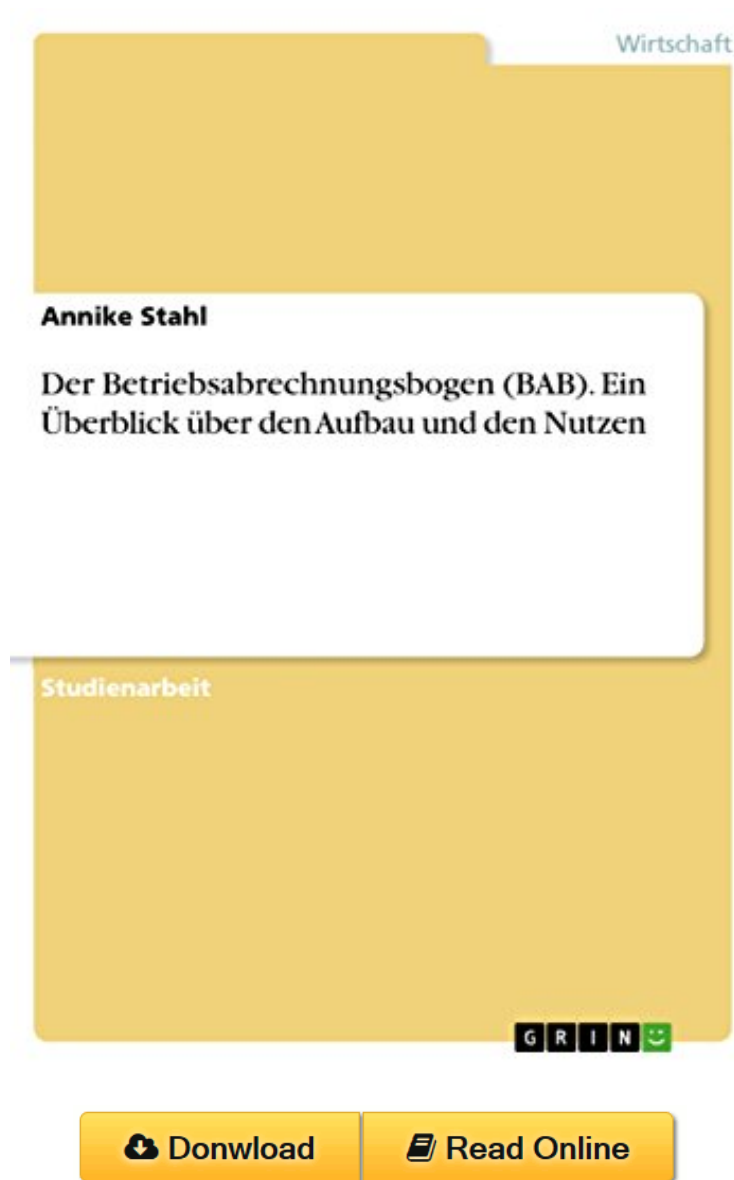 Wirtschaft
Annike Stahl
Der Betriebsabrechnungsbogen (BAB). Ein
Überblick über den Aufbau und den Nutzen
Studienarbeit
GRIN
Donwload
Read Online